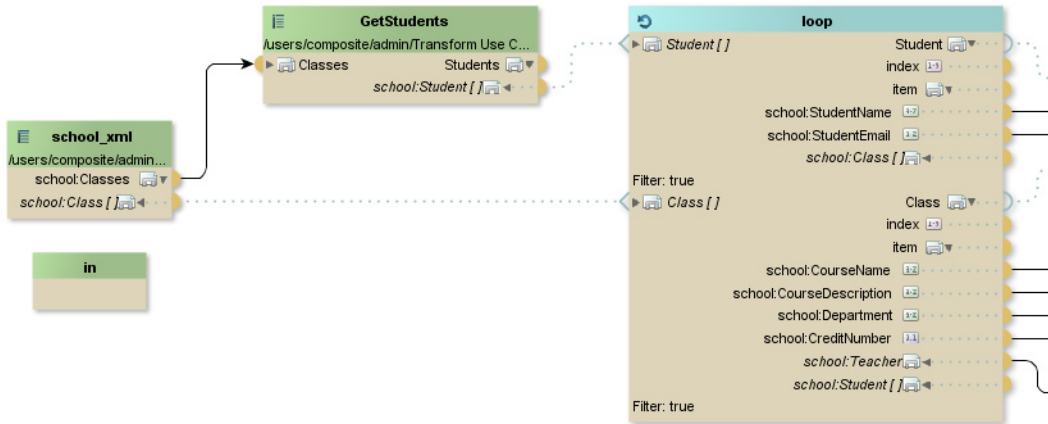 GetStudents
/users/composite/admin/Transform Use C...
Classes Students
school:Student [ ]
school_xml
/users/composite/admin...
school:Classes
school:Class [ ]
in
loop
Student [ ] Student
index
item
school:StudentName
school:StudentEmail
school:Class [ ]
Filter: true
Class [ ] Class
index
item
school:CourseName
school:CourseDescription
school:Department
school:CreditNumber
school:Teacher
school:Student [ ]
Filter: true